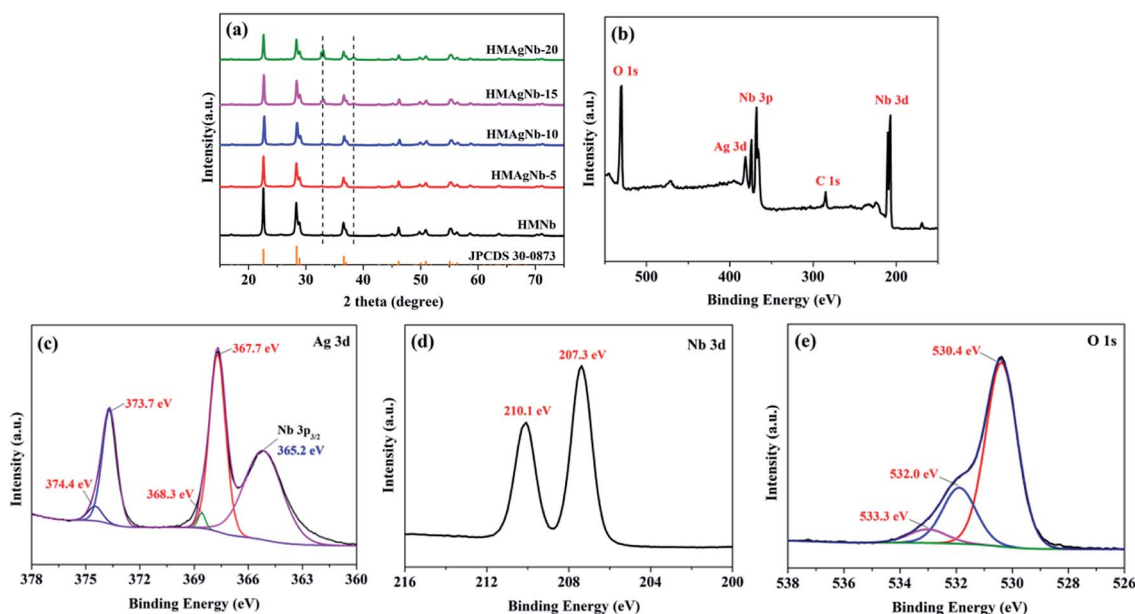 (a)
HMAgNb-20
HMAgNb-15
HMAgNb-10
HMAgNb-5
HMNb
JPCDS 30-0873
Intensity(a.u.)
20 30 40 50 60 70
2 theta (degree)
(b)
O 1s
Nb 3p
Ag 3d
C 1s
Nb 3d
Intensity (a.u.)
500 400 300 200
Binding Energy (eV)
(c)
Ag 3d
367.7 eV
373.7 eV
Nb 3p3/2
365.2 eV
374.4 eV
368.3 eV
Intensity (a.u.)
378 375 372 369 366 363 360
Binding Energy (eV)
(d)
Nb 3d
207.3 eV
210.1 eV
Intensity (a.u.)
216 212 208 204 200
Binding Energy (eV)
(e)
O 1s
530.4 eV
532.0 eV
533.3 eV
Intensity (a.u.)
538 536 534 532 530 528 526
Binding Energy (eV)